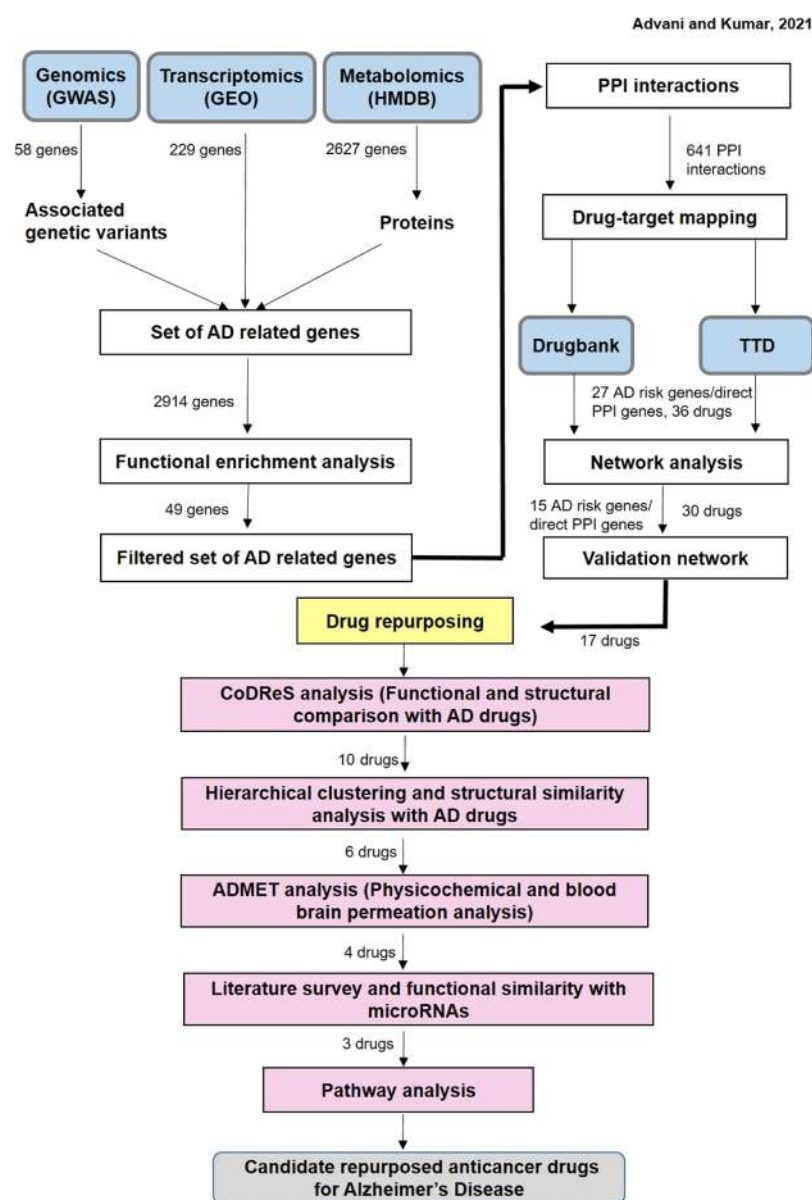 Advani and Kumar, 2021
Genomics
(GWAS)
Transcriptomics
(GEO)
Metabolomics
(HMDB)
58 genes
229 genes
2627 genes
Associated
genetic variants
Proteins
Set of AD related genes
2914 genes
Functional enrichment analysis
49 genes
Filtered set of AD related genes
PPI interactions
641 PPI
interactions
Drug-target mapping
Drugbank
TTD
27 AD risk genes/direct
PPI genes, 36 drugs
Network analysis
15 AD risk genes/
direct PPI genes
30 drugs
Validation network
17 drugs
Drug repurposing
CoDReS analysis (Functional and structural
comparison with AD drugs)
10 drugs
Hierarchical clustering and structural similarity
analysis with AD drugs
6 drugs
ADMET analysis (Physicochemical and blood
brain permeation analysis)
4 drugs
Literature survey and functional similarity with
microRNAs
3 drugs
Pathway analysis
Candidate repurposed anticancer drugs
for Alzheimer's Disease